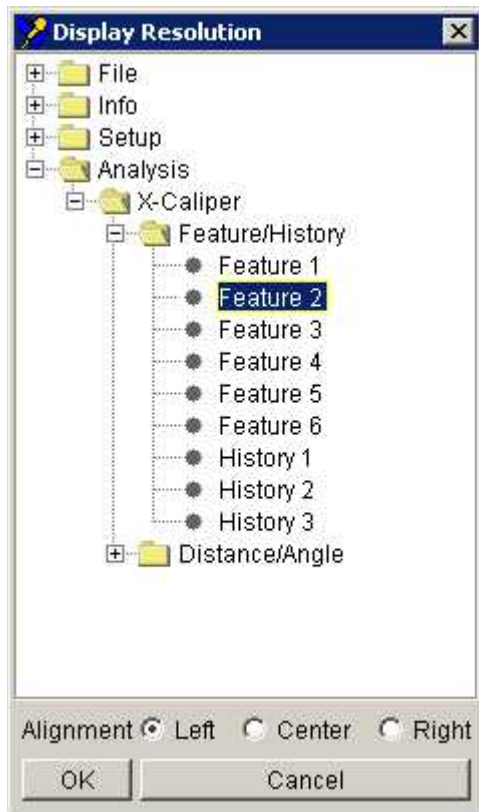 Display Resolution
File
Info
Setup
Analysis
X-Caliper
Feature/History
Feature 1
Feature 2
Feature 3
Feature 4
Feature 5
Feature 6
History 1
History 2
History 3
Distance/Angle
Alignment Left Center Right
OK Cancel